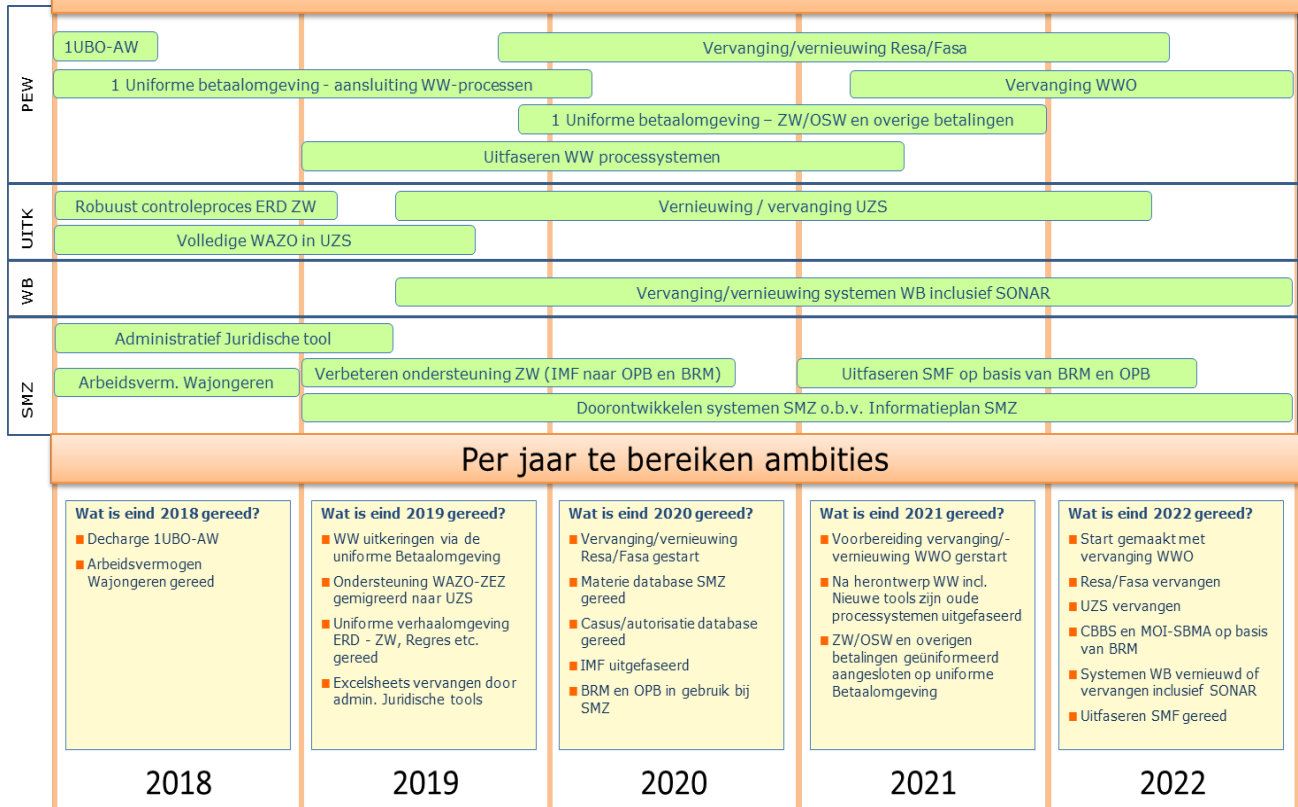 PEW
1UBO-AW
Vervanging/vernieuwing Resa/Fasa
1 Uniforme betaalomgeving - aansluiting WW-processen
Vervanging WWO
1 Uniforme betaalomgeving – ZW/OSW en overige betalingen
Uitfaseren WW processystemen
UITK
Robuust controleproces ERD ZW
Vernieuwing / vervanging UZS
Volledige WAZO in UZS
WB
Vervanging/vernieuwing systemen WB inclusief SONAR
SMZ
Administratief Juridische tool
Arbeidsverm. Wajongeren
Verbeteren ondersteuning ZW (IMF naar OPB en BRM)
Uitfaseren SMF op basis van BRM en OPB
Doorontwikkelen systemen SMZ o.b.v. Informatieplan SMZ
Per jaar te bereiken ambities
Wat is eind 2018 gereed?
Decharge 1UBO-AW
Arbeidsvermogen
Wajongeren gereed
Wat is eind 2019 gereed?
WW uitkeringen via de
uniforme Betaalomgeving
Ondersteuning WAZO-ZEZ
gemigreerd naar UZS
Uniforme verhaalomgeving
ERD - ZW, Regres etc.
gereed
Excelsheets vervangen door
admin. Juridische tools
Wat is eind 2020 gereed?
Vervanging/vernieuwing
Resa/Fasa gestart
Materie database SMZ
gereed
Casus/autorisatie database
gereed
IMF uitgefaseerd
BRM en OPB in gebruik bij
SMZ
Wat is eind 2021 gereed?
Voorbereiding vervanging/-
vernieuwing WWO gerstart
Na herontwerp WW incl.
Nieuwe tools zijn oude
processystemen uitgefaseerd
ZW/OSW en overigen
betalingen geüniformeerd
aangesloten op uniforme
Betaalomgeving
Wat is eind 2022 gereed?
Start gemaakt met
vervanging WWO
Resa/Fasa vervangen
UZS vervangen
CBBS en MOI-SBMA op basis
van BRM
Systemen WB vernieuwd of
vervangen inclusief SONAR
Uitfaseren SMF gereed
2018
2019
2020
2021
2022